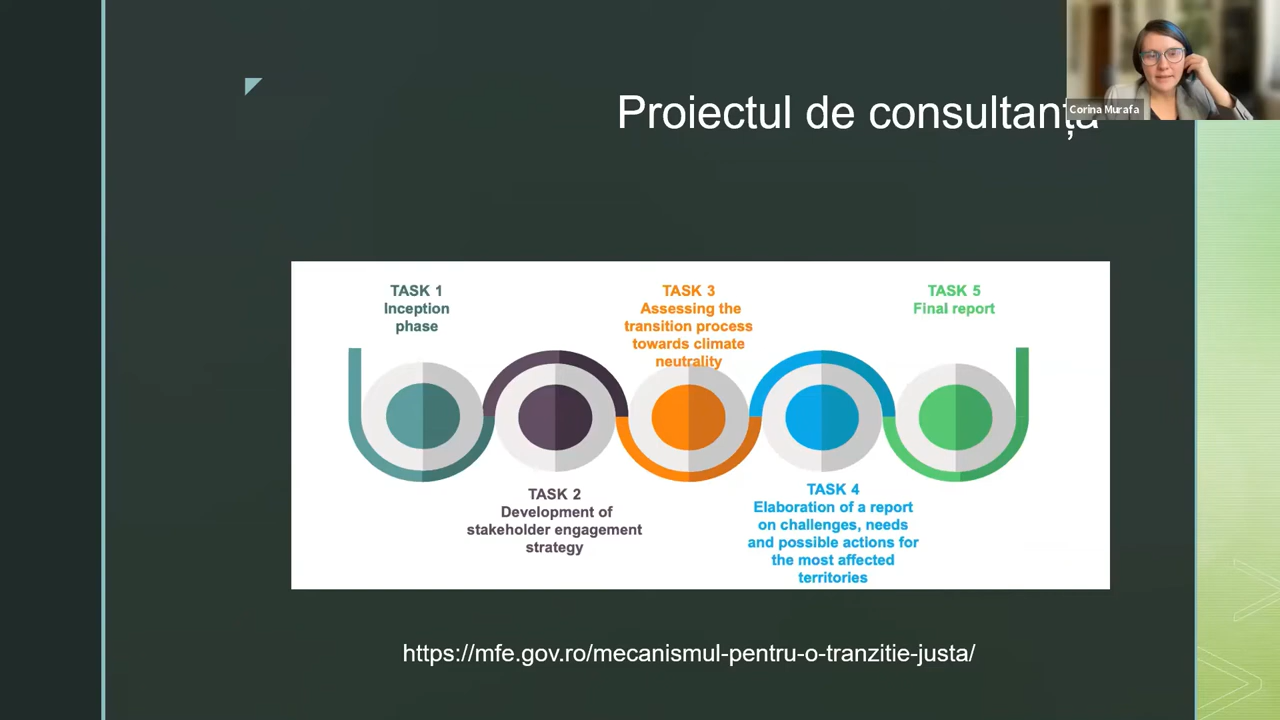 Proiectul de consultanță
Corina Murafa
TASK 1
Inception
phase
TASK 3
Assessing the
transition process
towards climate
neutrality
TASK 5
Final report
TASK 2
Development of
stakeholder engagement
strategy
TASK 4
Elaboration of a report
on challenges, needs
and possible actions for
the most affected
territories
https://mfe.gov.ro/mecanismul-pentru-o-tranzitie-justa/